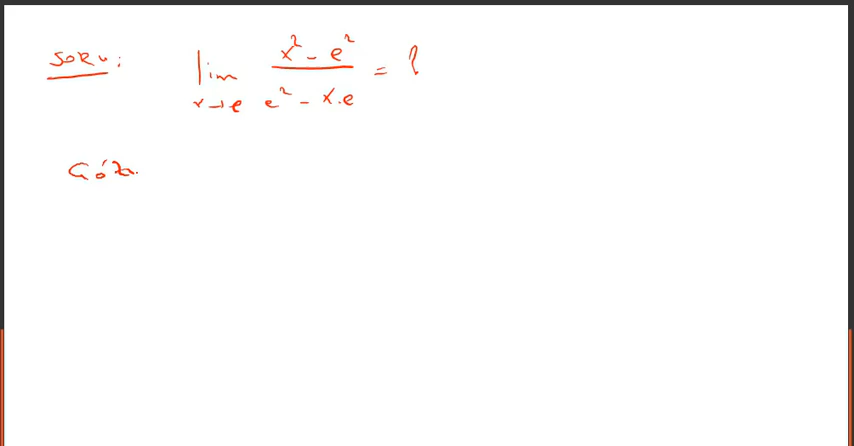 Soru: lim x→e (x² - e²)/(e² - x.e) = ?
Çöz.